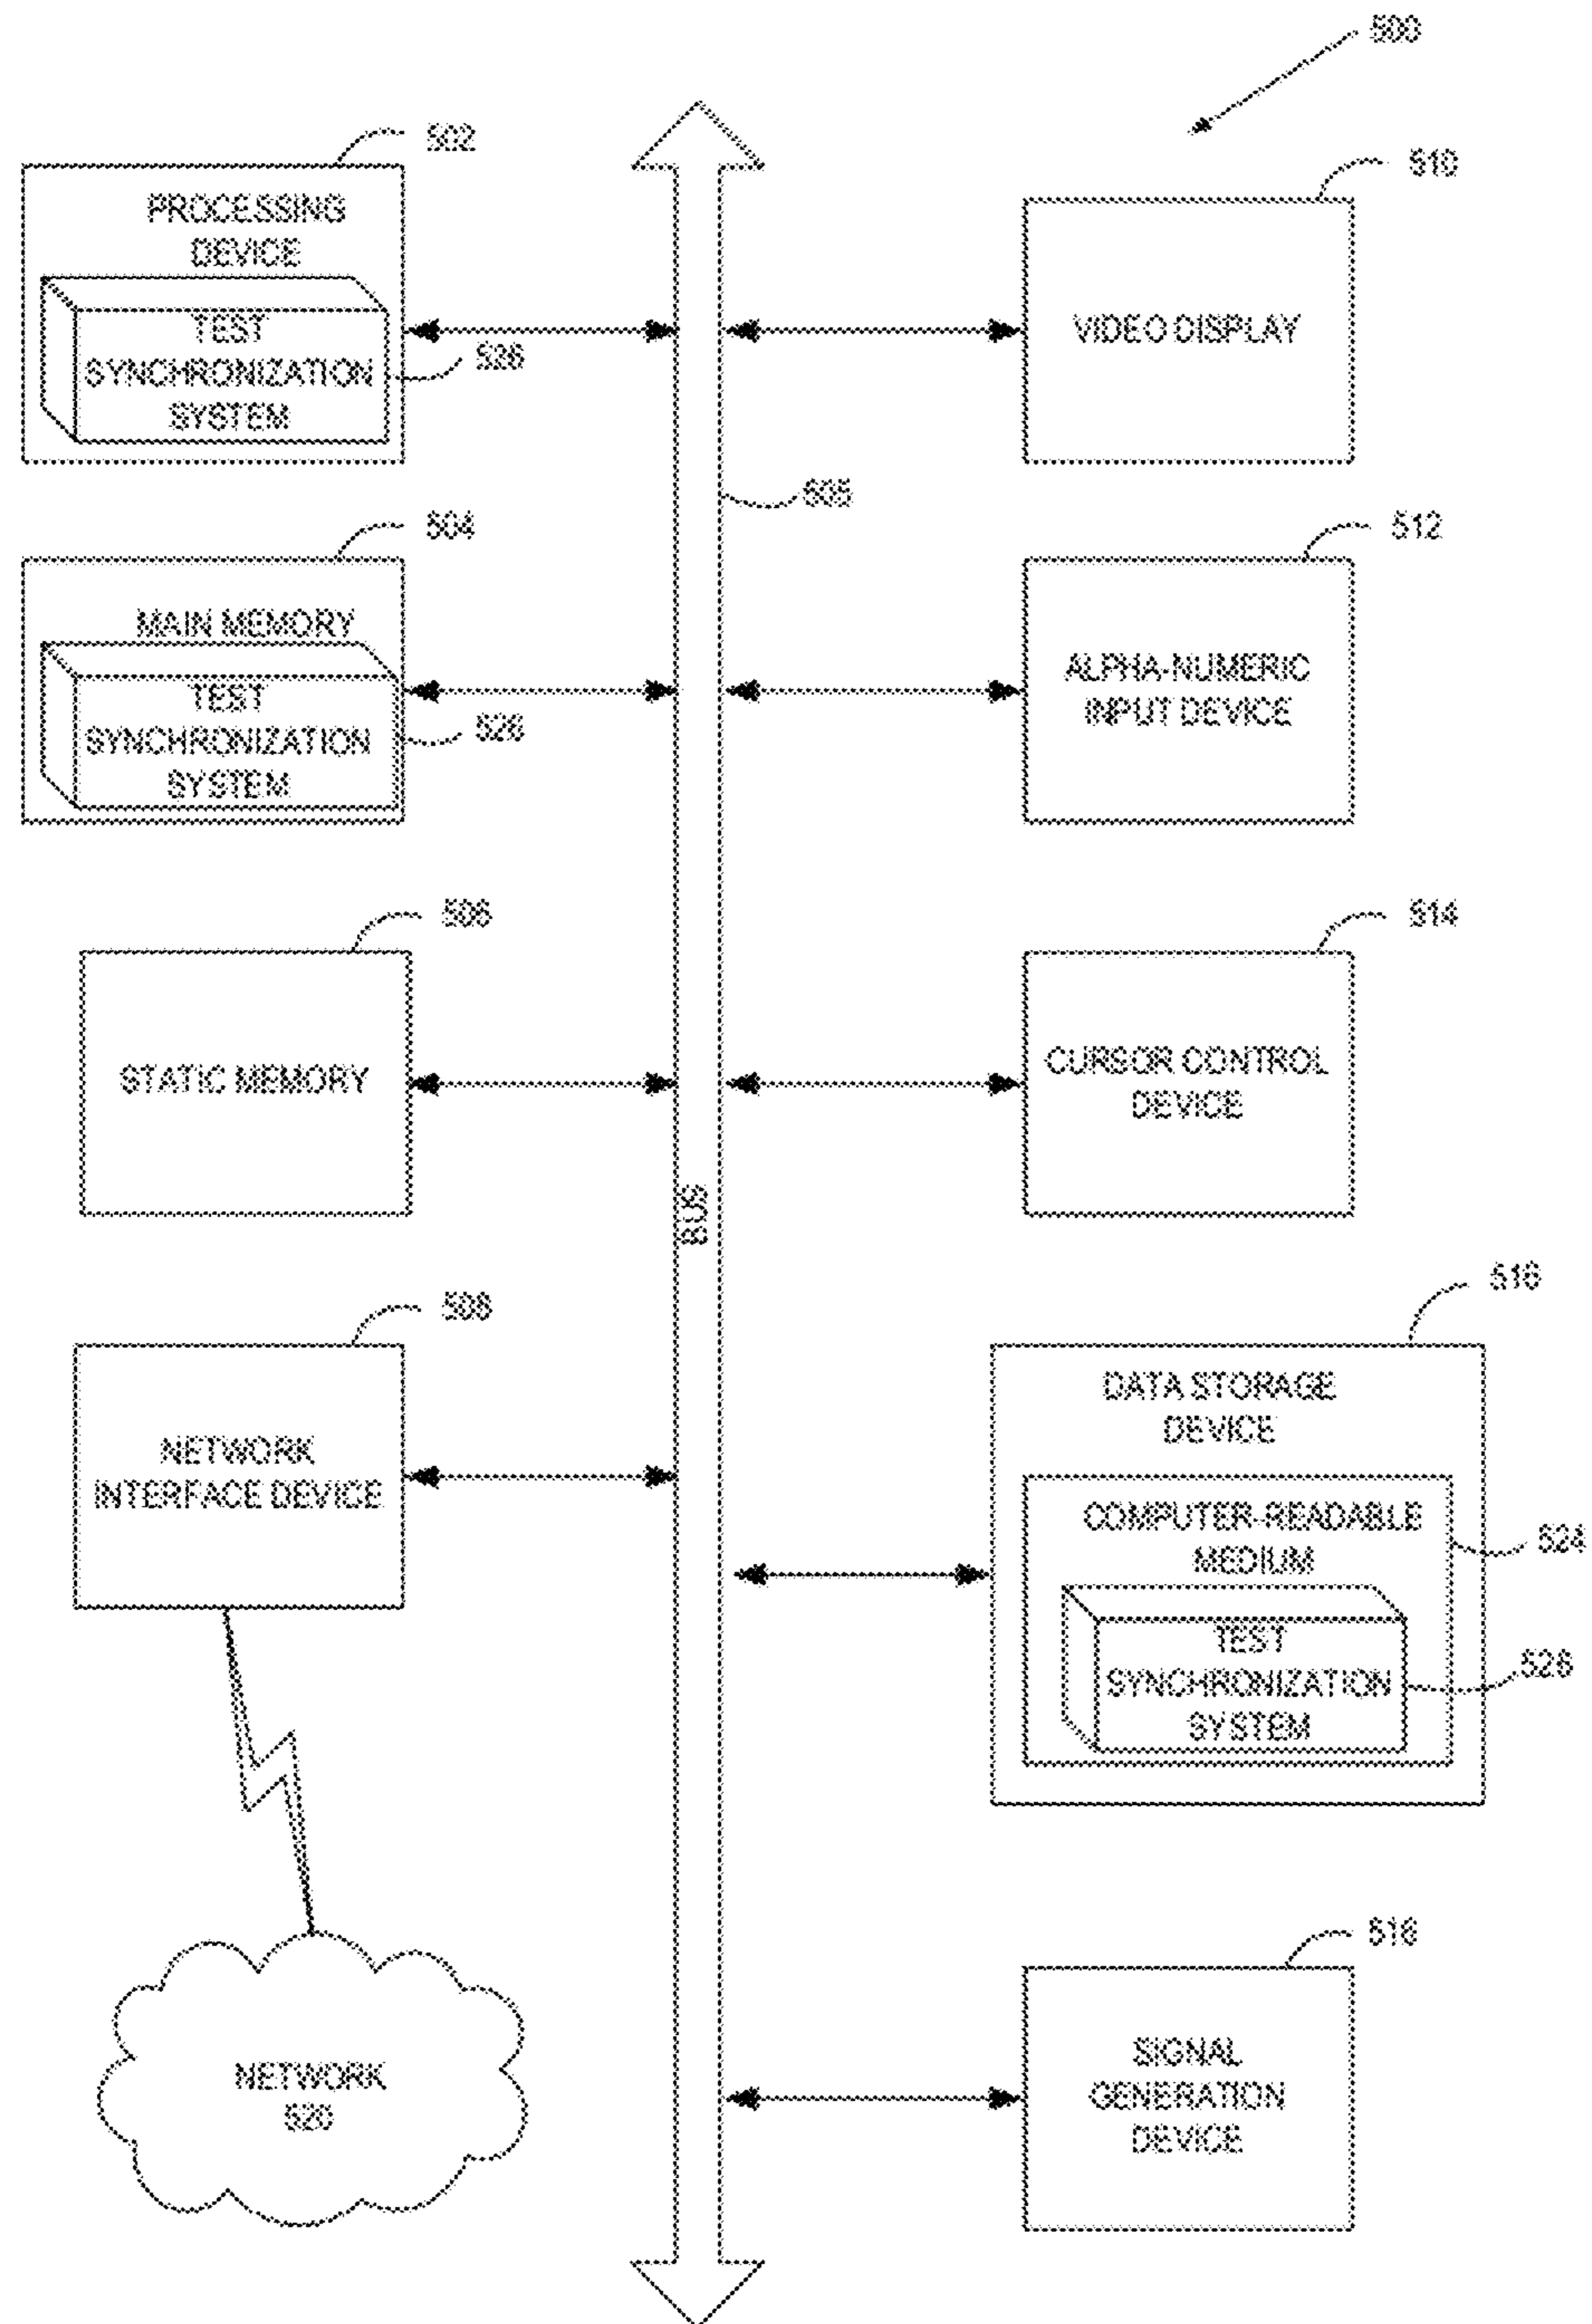 500
502
PROCESSING
DEVICE
TEST
SYNCHRONIZATION
SYSTEM
526
504
MAIN MEMORY
TEST
SYNCHRONIZATION
SYSTEM
526
506
STATIC MEMORY
508
NETWORK
INTERFACE DEVICE
NETWORK
520
BUS
505
510
VIDEO DISPLAY
512
ALPHA-NUMERIC
INPUT DEVICE
514
CURSOR CONTROL
DEVICE
516
DATA STORAGE
DEVICE
COMPUTER-READABLE
MEDIUM
524
TEST
SYNCHRONIZATION
SYSTEM
526
518
SIGNAL
GENERATION
DEVICE